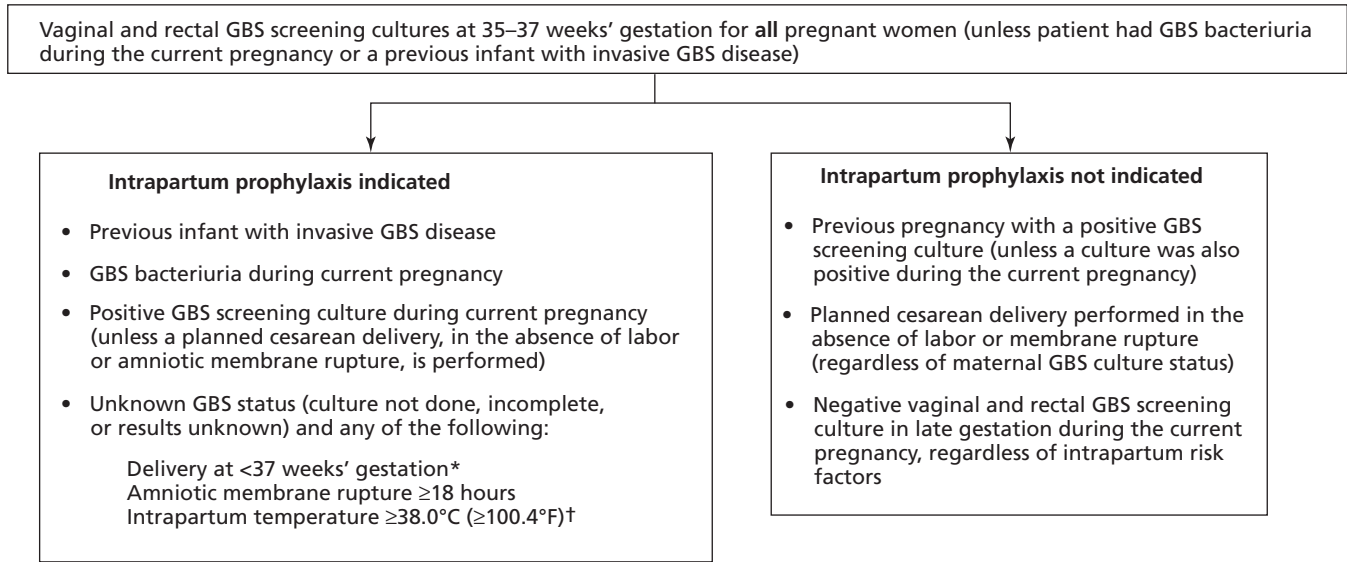 Vaginal and rectal GBS screening cultures at 35–37 weeks’ gestation for all pregnant women (unless patient had GBS bacteriuria
during the current pregnancy or a previous infant with invasive GBS disease)
Intrapartum prophylaxis indicated
• Previous infant with invasive GBS disease
• GBS bacteriuria during current pregnancy
• Positive GBS screening culture during current pregnancy
(unless a planned cesarean delivery, in the absence of labor
or amniotic membrane rupture, is performed)
• Unknown GBS status (culture not done, incomplete,
or results unknown) and any of the following:
Delivery at <37 weeks’ gestation*
Amniotic membrane rupture ≥18 hours
Intrapartum temperature ≥38.0°C (≥100.4°F)†
Intrapartum prophylaxis not indicated
• Previous pregnancy with a positive GBS
screening culture (unless a culture was also
positive during the current pregnancy)
• Planned cesarean delivery performed in the
absence of labor or membrane rupture
(regardless of maternal GBS culture status)
• Negative vaginal and rectal GBS screening
culture in late gestation during the current
pregnancy, regardless of intrapartum risk
factors